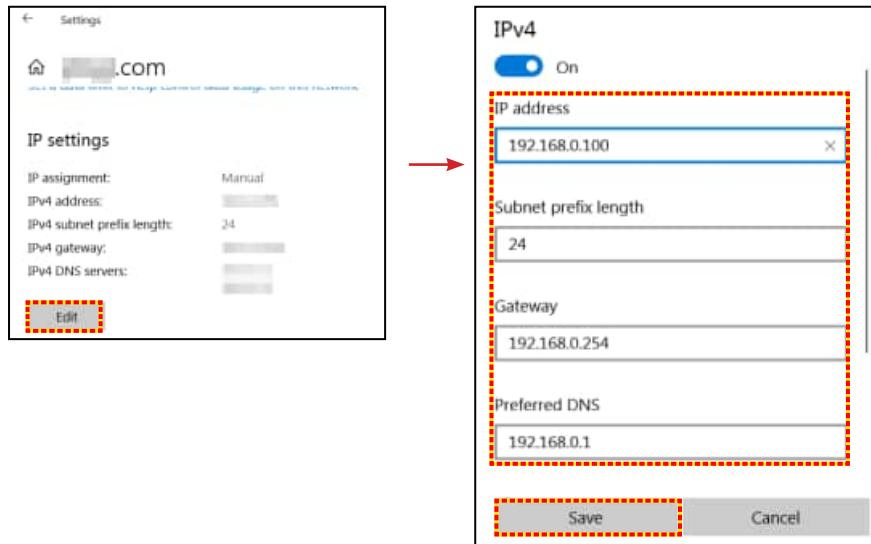 Settings
.com
IP settings
IP assignment: Manual
IPv4 address:
IPv4 subnet prefix length: 24
IPv4 gateway:
IPv4 DNS servers:
Edit
IPv4
On
IP address
192.168.0.100
Subnet prefix length
24
Gateway
192.168.0.254
Preferred DNS
192.168.0.1
Save Cancel